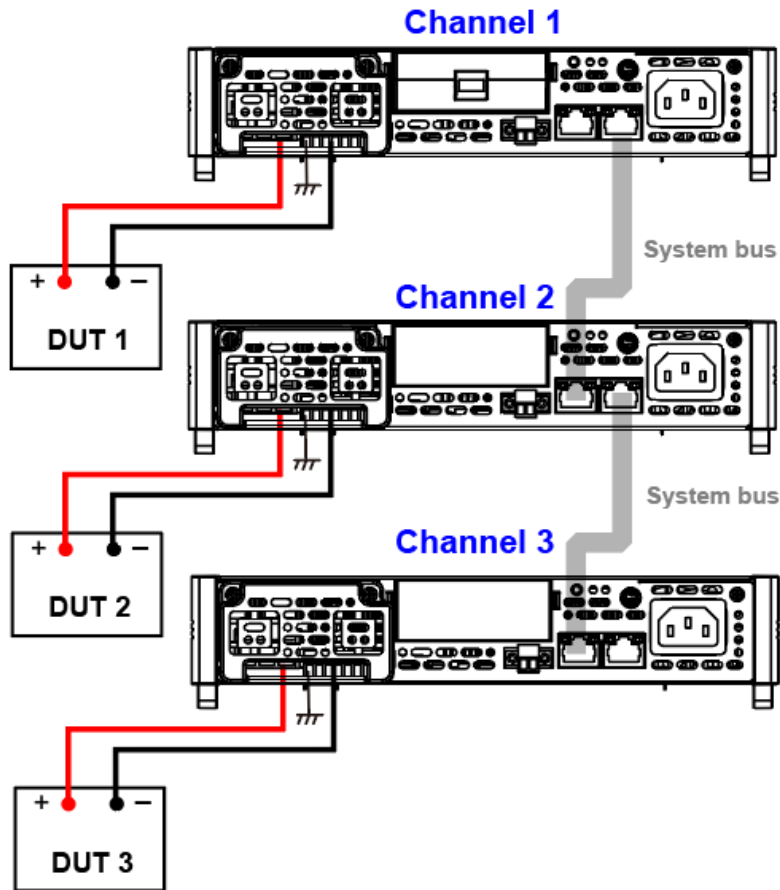 Channel 1
System bus
+ −
DUT 1
Channel 2
System bus
+ −
DUT 2
Channel 3
+ −
DUT 3